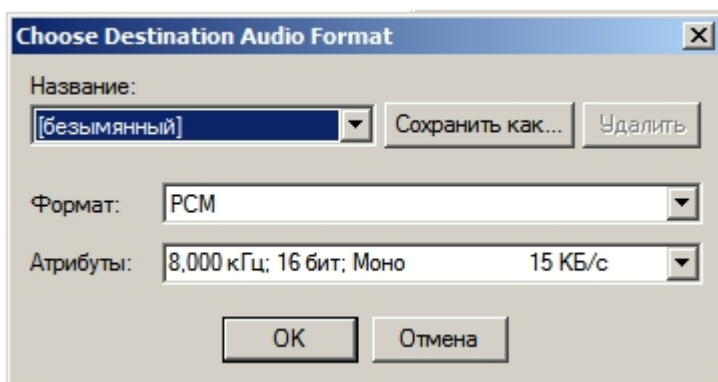 Choose Destination Audio Format
Название:
[безымянный] Сохранить как... Удалить
Формат: PCM
Атрибуты: 8,000 кГц; 16 бит; Моно 15 КБ/с
OK Отмена